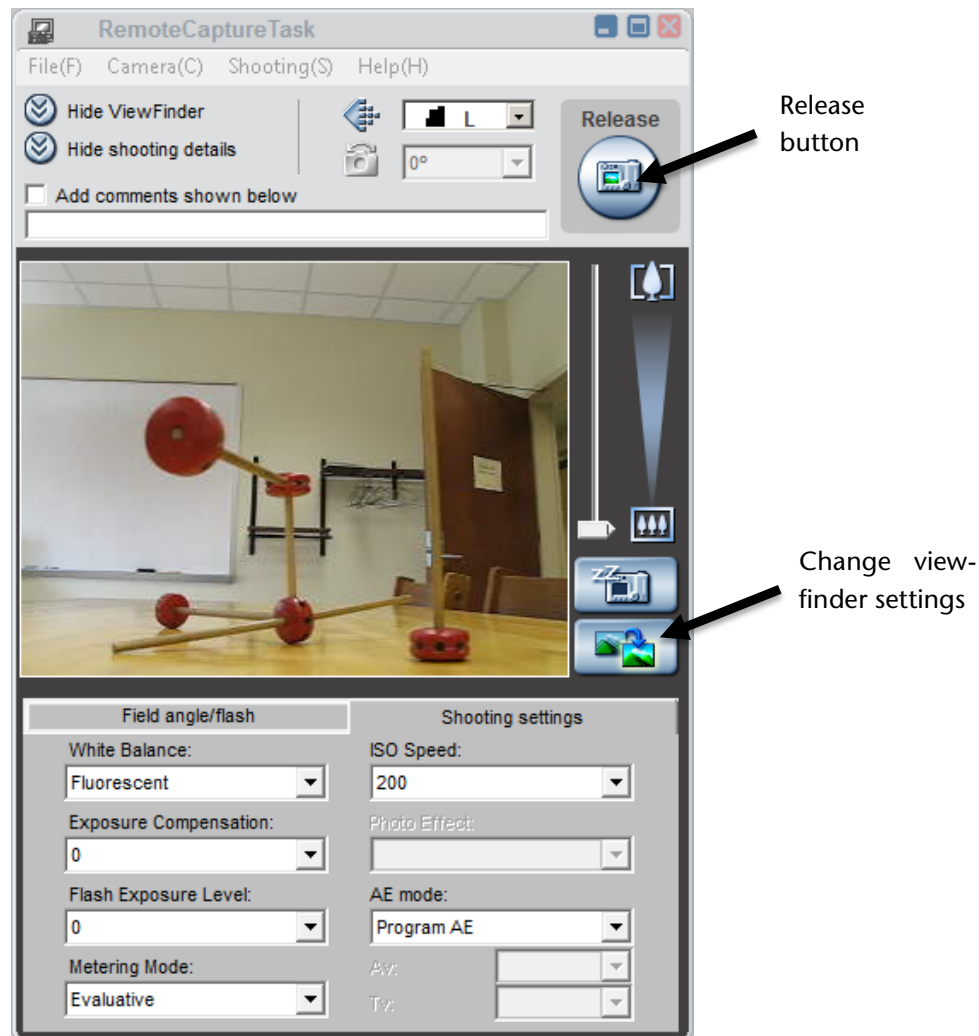 RemoteCaptureTask
File(F) Camera(C) Shooting(S) Help(H)
Hide ViewFinder
L
Release
Hide shooting details
0°
Add comments shown below
Release
button
zZ
Change view-
finder settings
Field angle/flash
Shooting settings
White Balance:
ISO Speed:
Fluorescent
200
Exposure Compensation:
Photo Effect:
0
Flash Exposure Level:
AE mode:
0
Program AE
Metering Mode:
Av:
Evaluative
Tv: